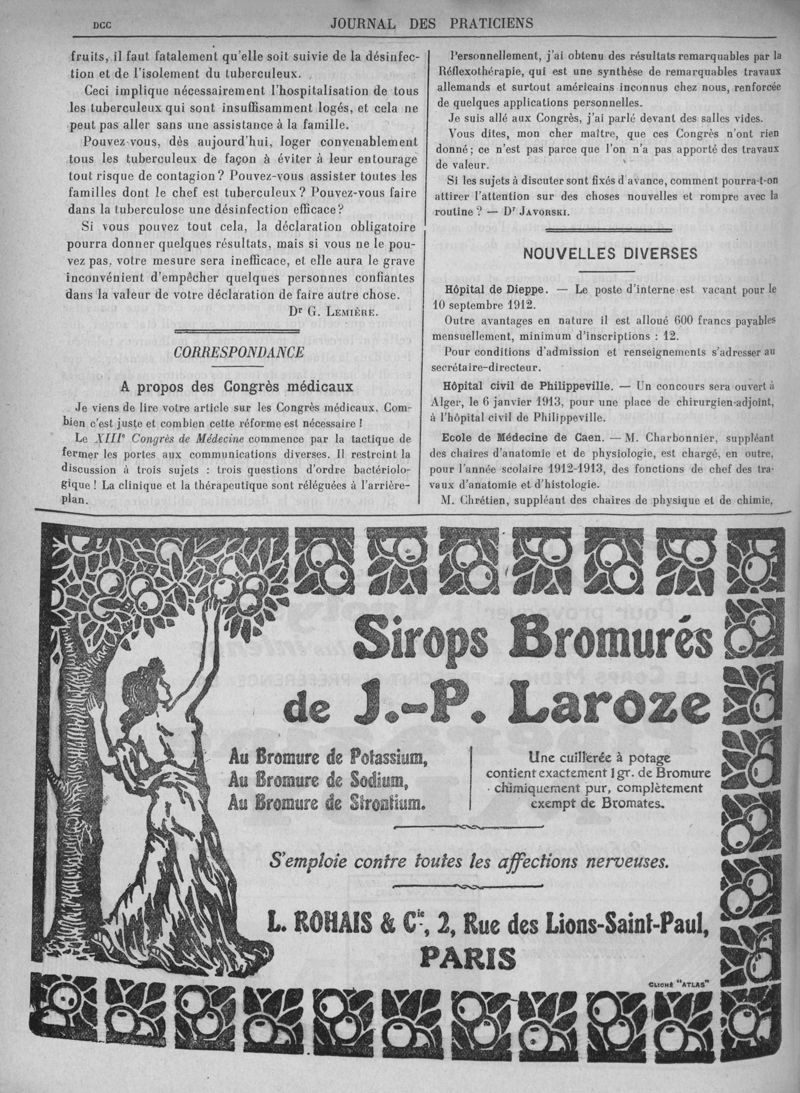 DCC
JOURNAL DES PRATICIENS
fruits, il faut fatalement qu'elle soit suivie de la désinfec-
tion et de l'isolement du tuberculeux.
Ceci implique nécessairement l'hospitalisation de tous
les tuberculeux qui sont insuffisamment logés, et cela ne
peut pas aller sans une assistance à la famille.
Pouvez-vous, dès aujourd'hui, loger convenablement
tous les tuberculeux de façon à éviter à leur entourage
tout risque de contagion ? Pouvez-vous assister toutes les
familles dont le chef est tuberculeux ? Pouvez-vous faire
dans la tuberculose une désinfection efficace ?
Si vous pouvez tout cela, la déclaration obligatoire
pourra donner quelques résultats, mais si vous ne le pou-
vez pas, votre mesure sera inefficace, et elle aura le grave
inconvénient d'empêcher quelques personnes confiantes
dans la valeur de votre déclaration de faire autre chose.
Dr G. LEMIÈRE.
CORRESPONDANCE
A propos des Congrès médicaux
Je viens de lire votre article sur les Congrès médicaux. Com-
bien c'est juste et combien cette réforme est nécessaire !
Le XIIIe Congrès de Médecine commence par la tactique de
fermer les portes aux communications diverses. Il restreint la
discussion à trois sujets : trois questions d'ordre bactériolo-
gique ! La clinique et la thérapeutique sont réléguées à l'arrière-
plan.
Personnellement, j'ai obtenu des résultats remarquables par la
Réflexothérapie, qui est une synthèse de remarquables travaux
allemands et surtout américains inconnus chez nous, renforcée
de quelques applications personnelles.
Je suis allé aux Congrès, j'ai parlé devant des salles vides.
Vous dites, mon cher maître, que ces Congrès n'ont rien
donné ; ce n'est pas parce que l'on n'a pas apporté des travaux
de valeur.
Si les sujets à discuter sont fixés d'avance, comment pourra-t-on
attirer l'attention sur des choses nouvelles et rompre avec la
routine ? — Dr JAVORSKI.
NOUVELLES DIVERSES
Hôpital de Dieppe. — Le poste d'interne est vacant pour le
10 septembre 1912.
Outre avantages en nature il est alloué 600 francs payables
mensuellement, minimum d'inscriptions : 12.
Pour conditions d'admission et renseignements s'adresser au
secrétaire-directeur.
Hôpital civil de Philippeville. — Un concours sera ouvert à
Alger, le 6 janvier 1913, pour une place de chirurgien-adjoint,
à l'hôpital civil de Philippeville.
Ecole de Médecine de Caen. — M. Charbonnier, suppléant
des chaires d'anatomie et de physiologie, est chargé, en outre,
pour l'année scolaire 1912-1913, des fonctions de chef des tra-
vaux d'anatomie et d'histologie.
M. Chrétien, suppléant des chaires de physique et de chimie,
Sirops Bromurés
de J.-P. Laroze
Au Bromure de Potassium,
Au Bromure de Sodium,
Au Bromure de Strontium.
Une cuillerée à potage
contient exactement 1 gr. de Bromure
chimiquement pur, complètement
exempt de Bromates.
S'emploie contre toutes les affections nerveuses.
L. ROHAIS & Cie, 2, Rue des Lions-Saint-Paul,
PARIS
CLICHÉ "ATLAS"